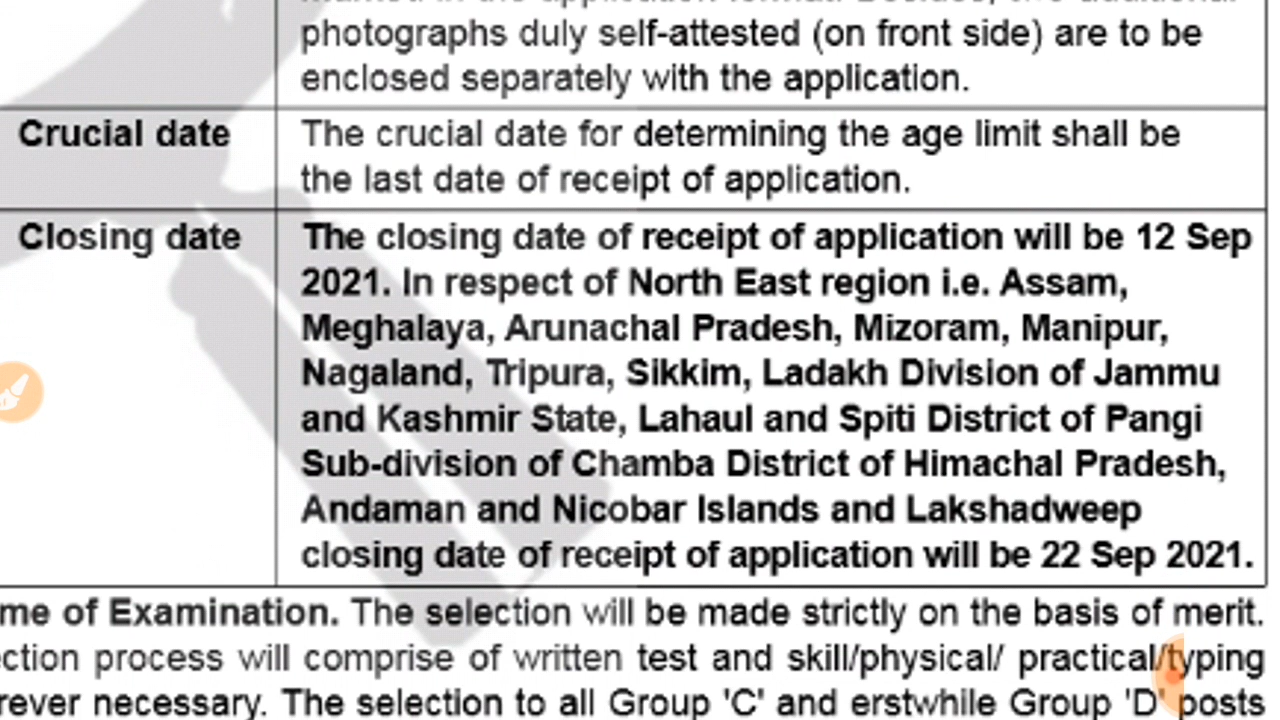 photographs duly self-attested (on front side) are to be
enclosed separately with the application.
Crucial date
The crucial date for determining the age limit shall be
the last date of receipt of application.
Closing date
The closing date of receipt of application will be 12 Sep
2021. In respect of North East region i.e. Assam,
Meghalaya, Arunachal Pradesh, Mizoram, Manipur,
Nagaland, Tripura, Sikkim, Ladakh Division of Jammu
and Kashmir State, Lahaul and Spiti District of Pangi
Sub-division of Chamba District of Himachal Pradesh,
Andaman and Nicobar Islands and Lakshadweep
closing date of receipt of application will be 22 Sep 2021.
me of Examination. The selection will be made strictly on the basis of merit.
ction process will comprise of written test and skill/physical/ practical/typing
rever necessary. The selection to all Group 'C' and erstwhile Group 'D' posts